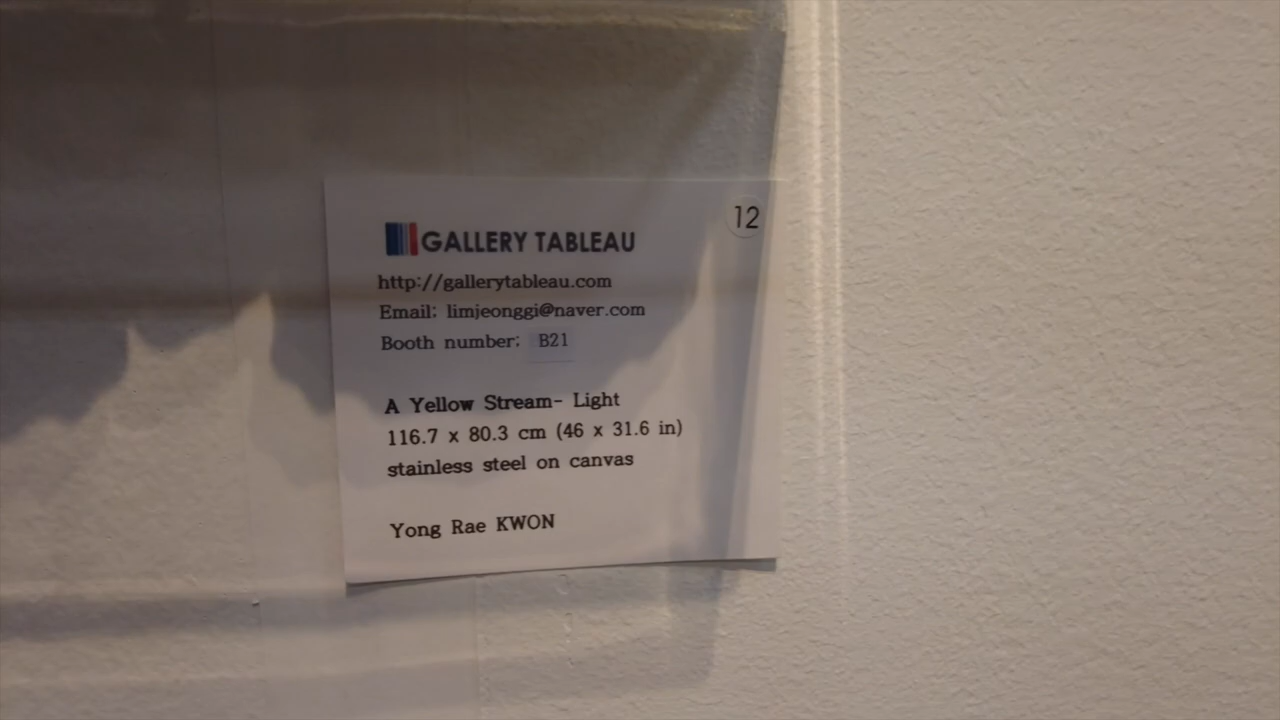 12
GALLERY TABLEAU
http://gallerytableau.com
Email: limjeonggi@naver.com
Booth number: B21
A Yellow Stream- Light
116.7 x 80.3 cm (46 x 31.6 in)
stainless steel on canvas
Yong Rae KWON